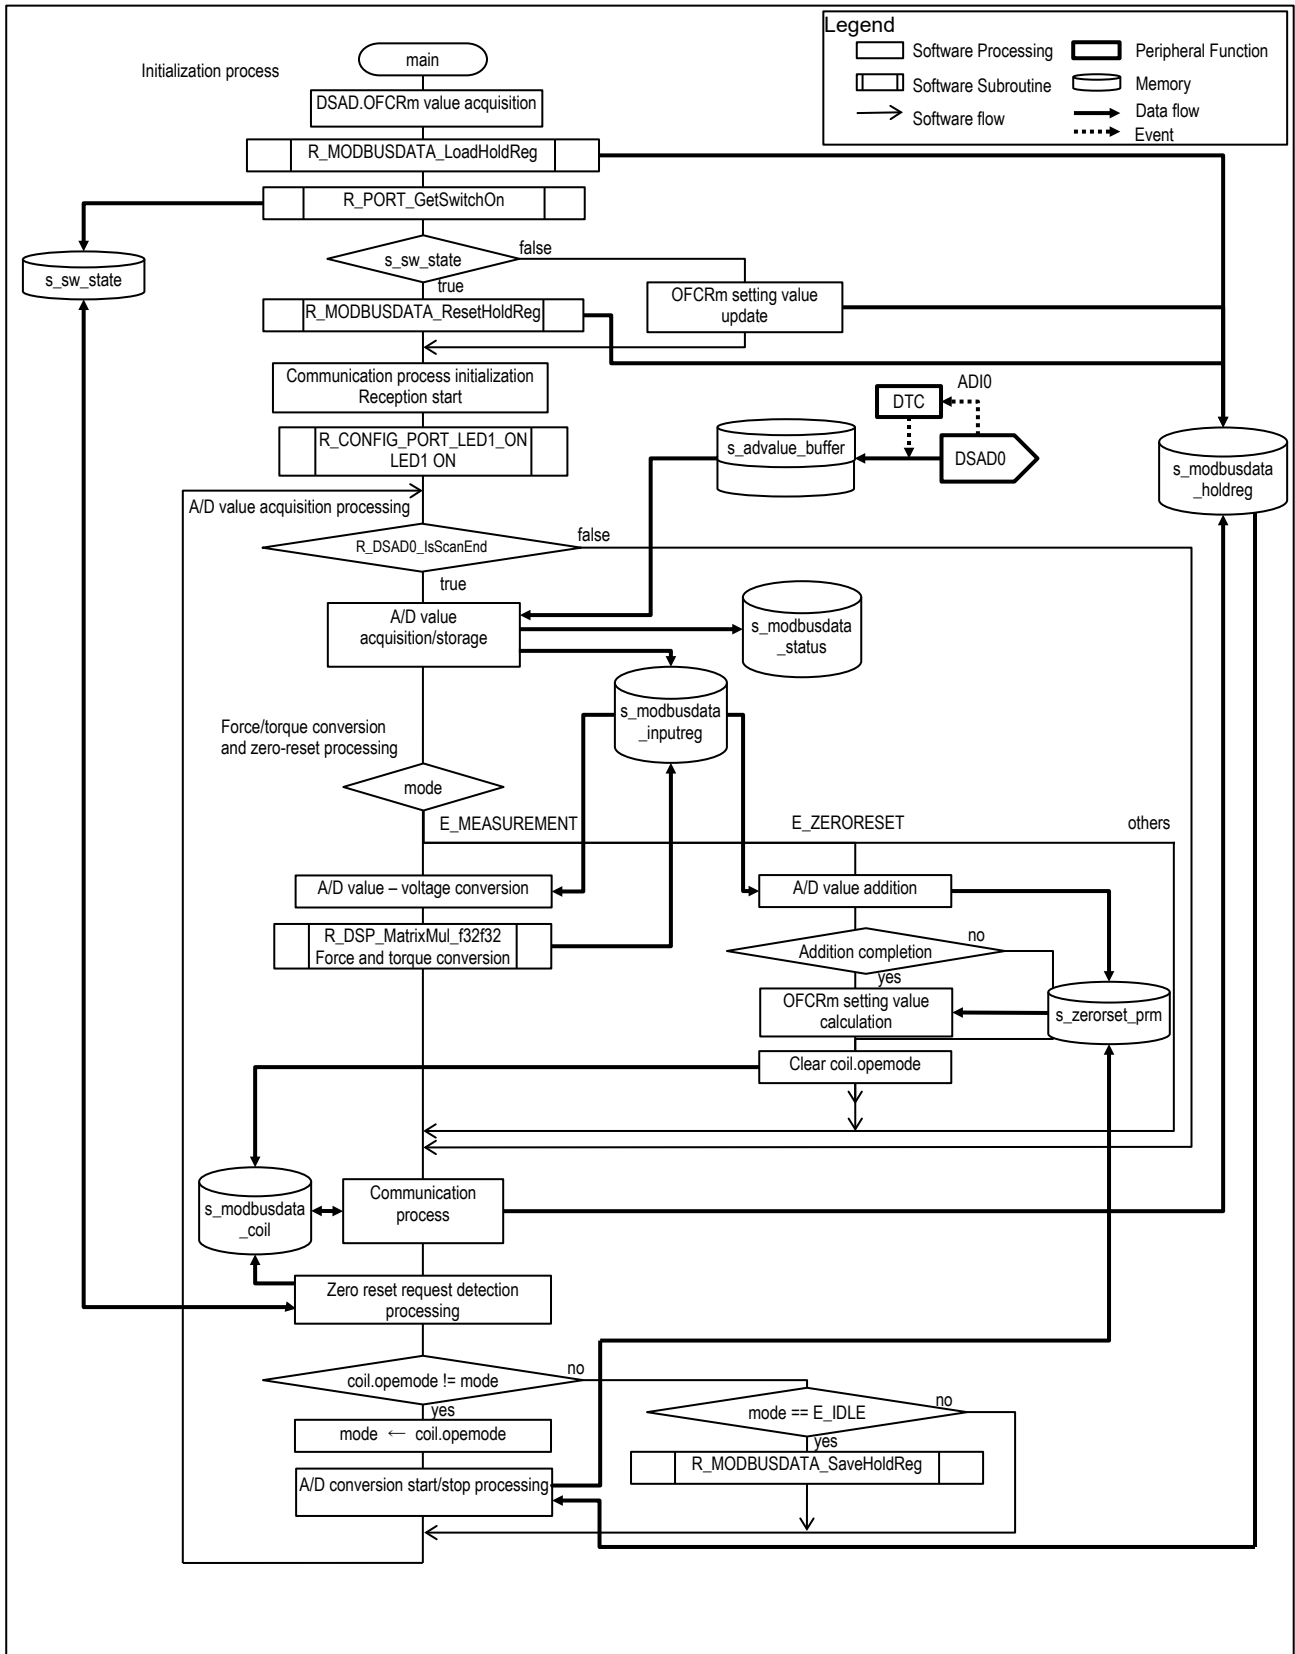 Legend
Software Processing
Peripheral Function
Software Subroutine
Memory
Software flow
Data flow
Event
Initialization process
main
DSAD.OFCRm value acquisition
R_MODBUSDATA_LoadHoldReg
R_PORT_GetSwitchOn
s_sw_state
s_sw_state
false
true
R_MODBUSDATA_ResetHoldReg
OFCRm setting value
update
Communication process initialization
Reception start
R_CONFIG_PORT_LED1_ON
LED1 ON
DTC
ADI0
s_advalue_buffer
DSAD0
s_modbusdata
_holdreg
A/D value acquisition processing
R_DSAD0_IsScanEnd
false
true
A/D value
acquisition/storage
s_modbusdata
_status
s_modbusdata
_inputreg
Force/torque conversion
and zero-reset processing
mode
E_MEASUREMENT
E_ZERORESET
others
A/D value – voltage conversion
A/D value addition
R_DSP_MatrixMul_f32f32
Force and torque conversion
Addition completion
no
yes
OFCRm setting value
calculation
s_zerorset_prm
Clear coil.opemode
s_modbusdata
_coil
Communication
process
Zero reset request detection
processing
coil.opemode != mode
no
yes
mode ← coil.opemode
mode == E_IDLE
no
yes
R_MODBUSDATA_SaveHoldReg
A/D conversion start/stop processing